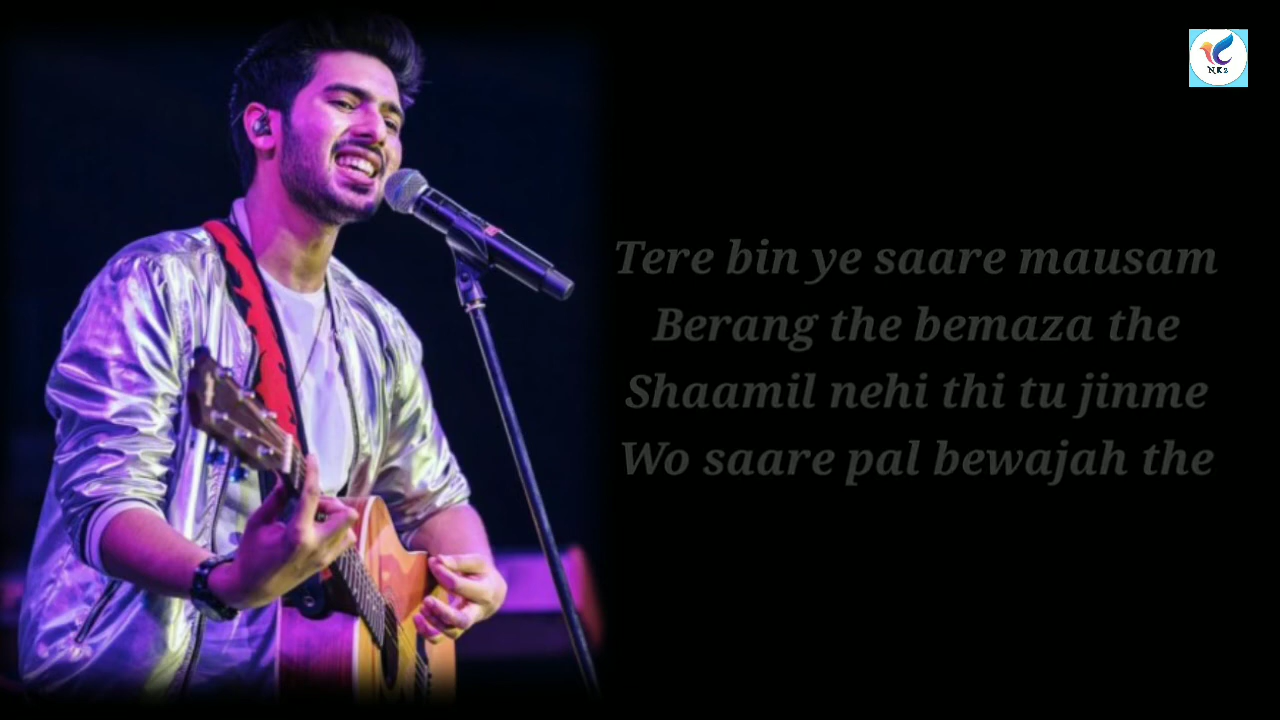 Tere bin ye saare mausam
Berang the bemaza the
Shaamil nehi thi tu jinme
Wo saare pal bewajah the
NKS